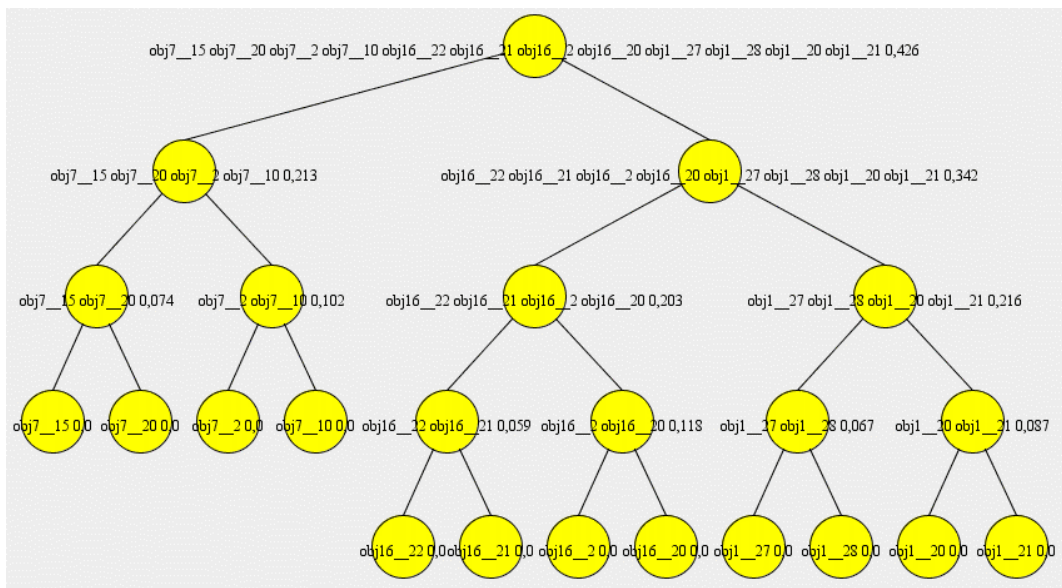 obj7__15 obj7__20 obj7__2 obj7__10 obj16__22 obj16__21 obj16__2 obj16__20 obj1__27 obj1__28 obj1__20 obj1__21 0,426
obj7__15 obj7__20 obj7__2 obj7__10 0,213
obj16__22 obj16__21 obj16__2 obj16__20 obj1__27 obj1__28 obj1__20 obj1__21 0,342
obj7__15 obj7__20 0,074
obj7__2 obj7__10 0,102
obj16__22 obj16__21 obj16__2 obj16__20 0,203
obj1__27 obj1__28 obj1__20 obj1__21 0,216
obj7__15 0,0
obj7__20 0,0
obj7__2 0,0
obj7__10 0,0
obj16__22 obj16__21 0,059
obj16__2 obj16__20 0,118
obj1__27 obj1__28 0,067
obj1__20 obj1__21 0,087
obj16__22 0,0
obj16__21 0,0
obj16__2 0,0
obj16__20 0,0
obj1__27 0,0
obj1__28 0,0
obj1__20 0,0
obj1__21 0,0